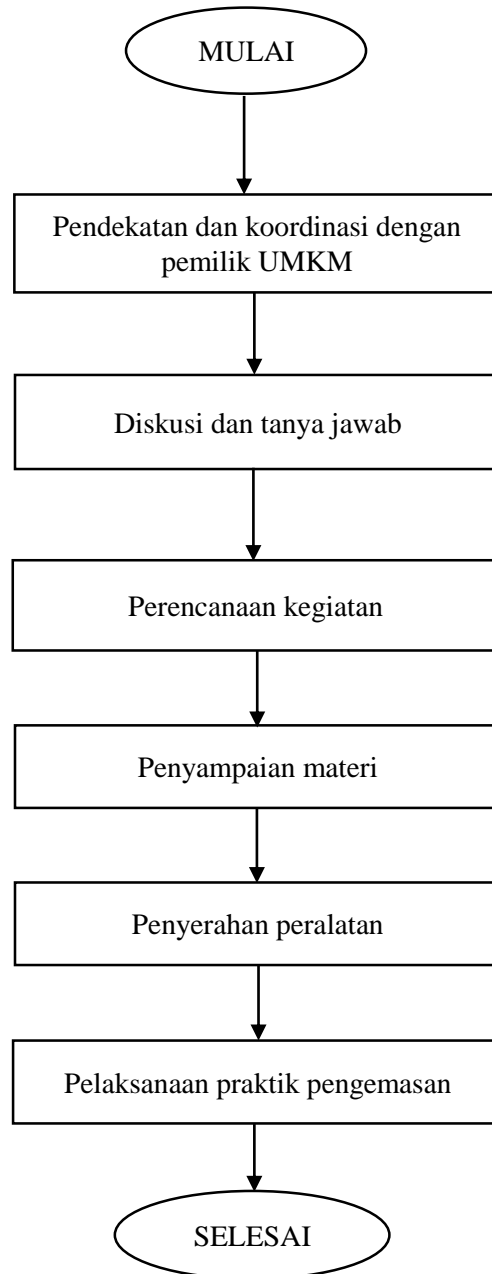 MULAI
Pendekatan dan koordinasi dengan
pemilik UMKM
Diskusi dan tanya jawab
Perencanaan kegiatan
Penyampaian materi
Penyerahan peralatan
Pelaksanaan praktik pengemasan
SELESAI